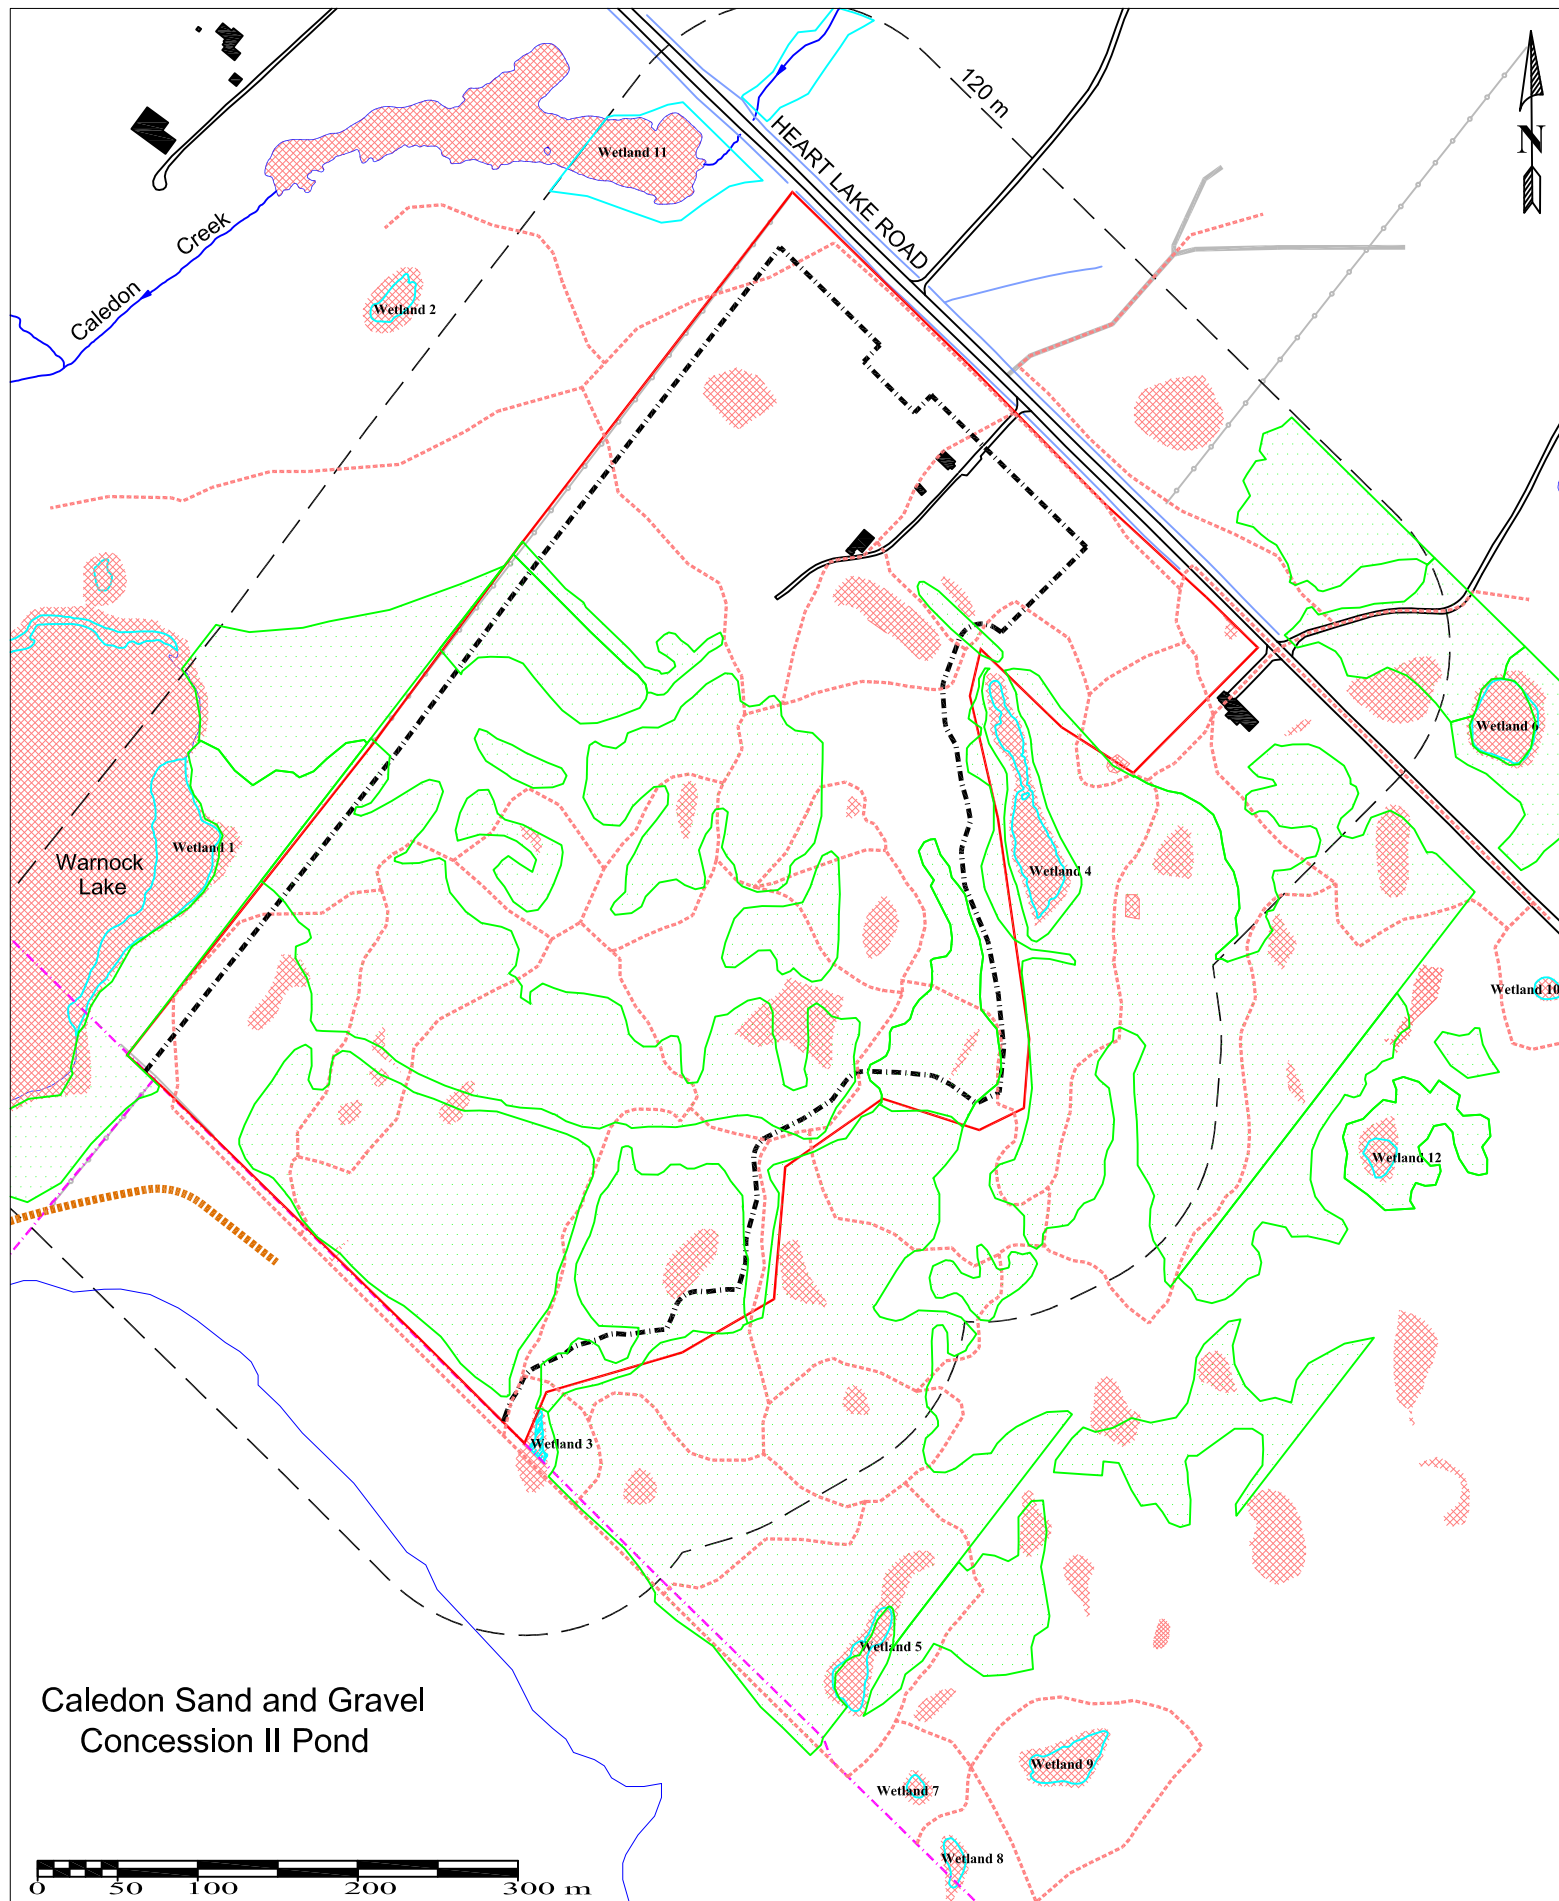 120 m
N
HEART LAKE ROAD
Wetland 11
Caledon Creek
Wetland 2
Wetland 6
Wetland 1
Warnock
Lake
Wetland 4
Wetland 10
Wetland 12
Wetland 3
Wetland 5
Caledon Sand and Gravel
Concession II Pond
Wetland 9
Wetland 7
Wetland 8
0 50 100 200 300 m